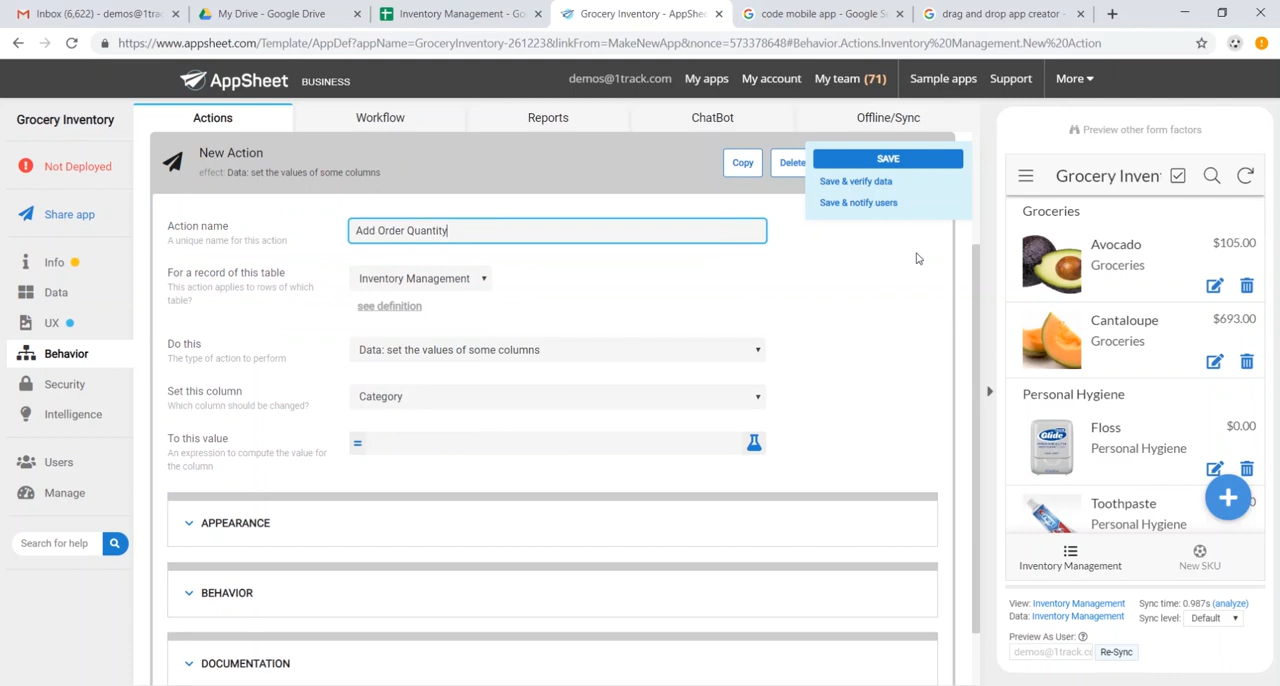 Inbox (6,622) - demos@1trac
My Drive - Google Drive
Inventory Management - Go
Grocery Inventory - AppShe
code mobile app - Google S
drag and drop app creator -
https://www.appsheet.com/Template/AppDef?appName=GroceryInventory-261223&linkFrom=MakeNewApp&nonce=573378648#Behavior.Actions.Inventory%20Management.New%20Action
AppSheet BUSINESS
demos@1track.com My apps My account My team (71) Sample apps Support More
Grocery Inventory
Not Deployed
Share app
Info
Data
UX
Behavior
Security
Intelligence
Users
Manage
Search for help
Actions Workflow Reports ChatBot Offline/Sync
New Action
effect: Data: set the values of some columns
Copy Delete
SAVE
Save & verify data
Save & notify users
Action name
A unique name for this action
Add Order Quantity
For a record of this table
This action applies to rows of which
table?
Inventory Management
see definition
Do this
The type of action to perform
Data: set the values of some columns
Set this column
Which column should be changed?
Category
To this value
An expression to compute the value for
the column
=
APPEARANCE
BEHAVIOR
DOCUMENTATION
Preview other form factors
Grocery Inven
Groceries
Avocado $105.00
Groceries
Cantaloupe $693.00
Groceries
Personal Hygiene
Floss $0.00
Personal Hygiene
Glide
Toothpaste
Personal Hygiene
Inventory Management New SKU
View: Inventory Management Sync time: 0.987s (analyze)
Data: Inventory Management Sync level: Default
Preview As User:
demos@1track.cc Re-Sync